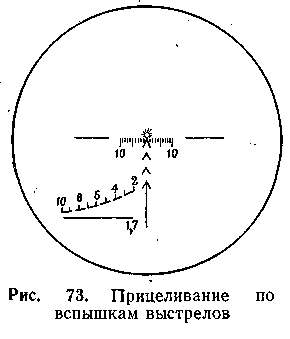 10 10
10 8 6 4 2
1,7
Рис. 73. Прицеливание по
вспышкам выстрелов